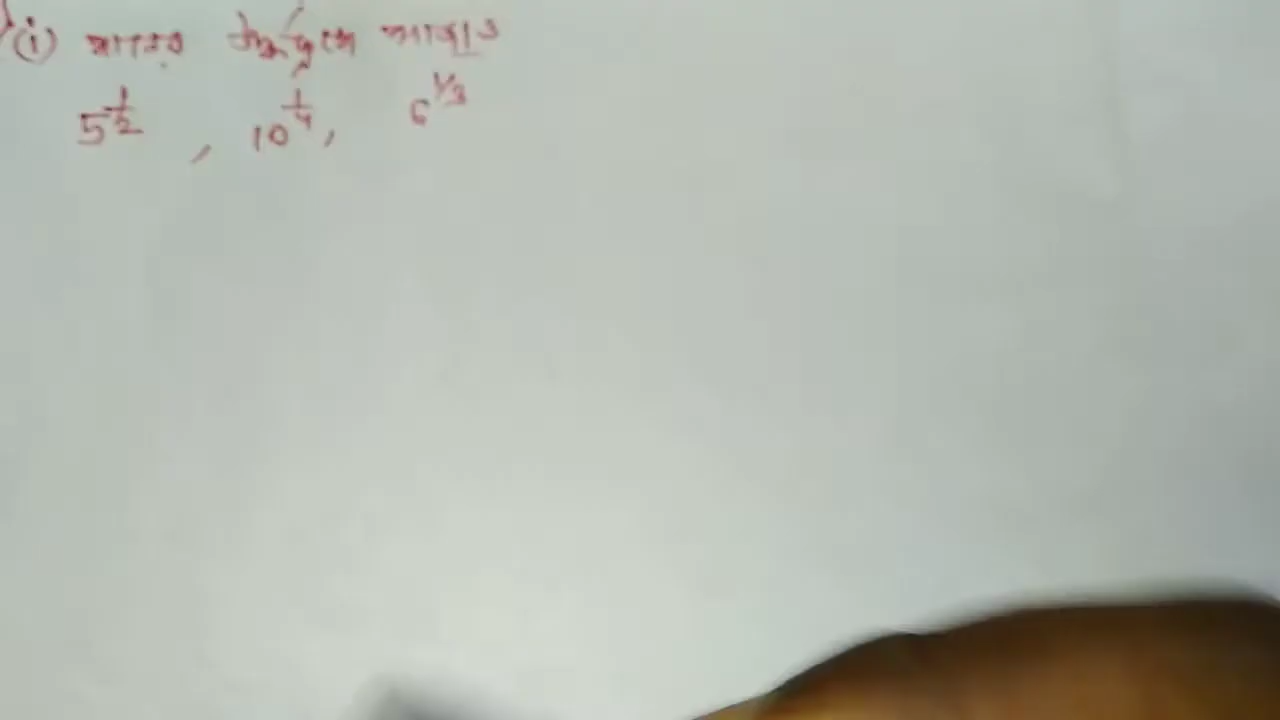 (i) মানের ঊর্ধ্বক্রমে সাজাও
5^{1/2}, 10^{1/4}, 6^{1/3}